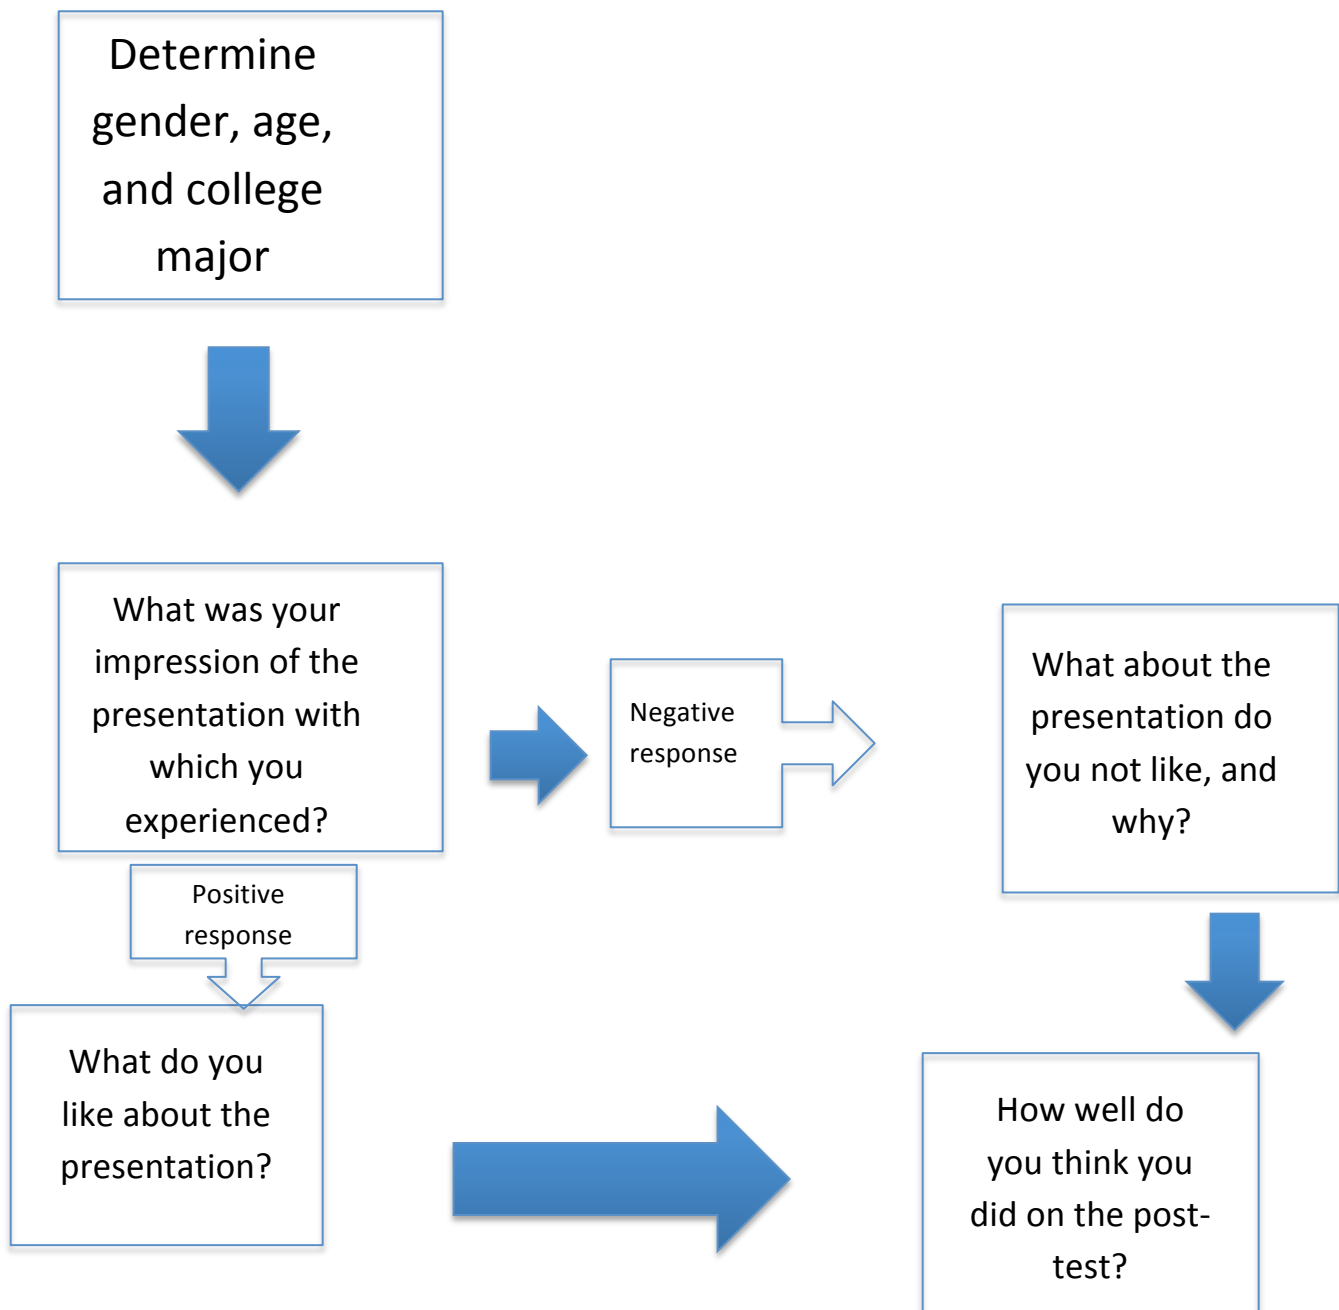 Determine
gender, age,
and college
major
What was your
impression of the
presentation with
which you
experienced?
Negative
response
What about the
presentation do
you not like, and
why?
Positive
response
What do you
like about the
presentation?
How well do
you think you
did on the post-
test?